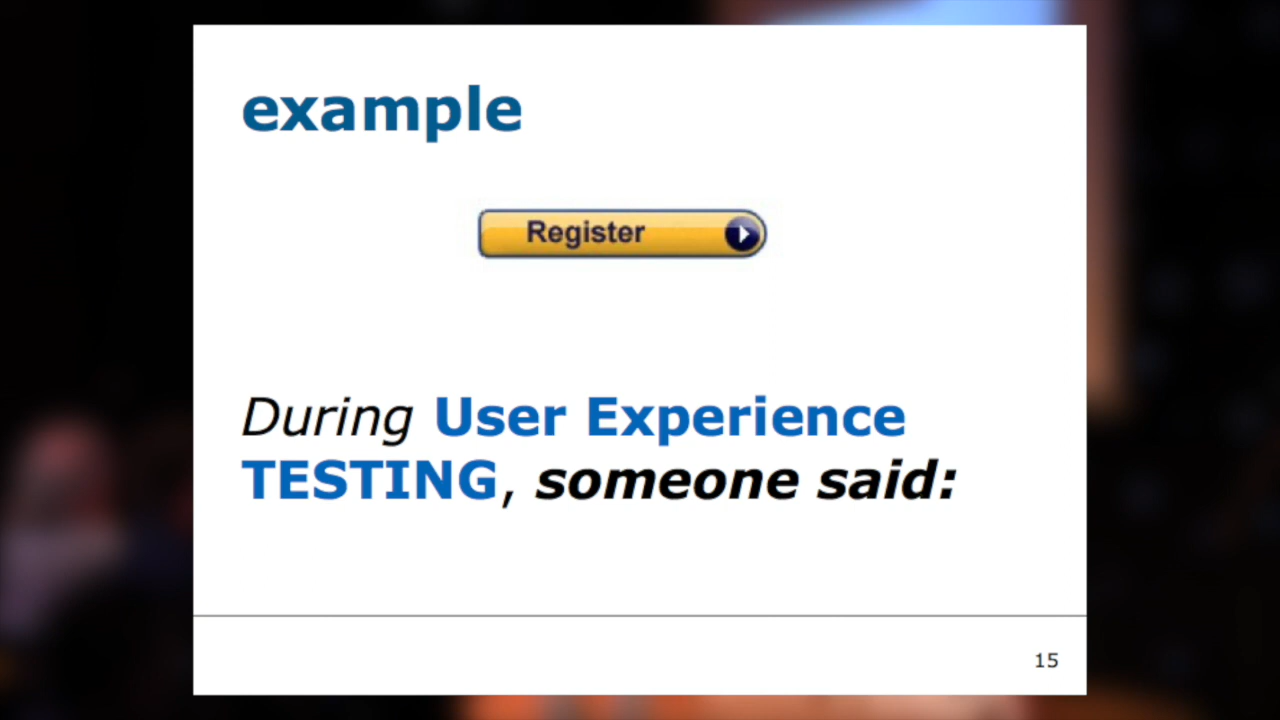 example
Register
During User Experience
TESTING, someone said:
15